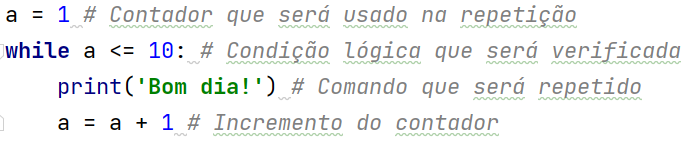 a = 1 # Contador que será usado na repetição
while a <= 10: # Condição lógica que será verificada
    print('Bom dia!') # Comando que será repetido
    a = a + 1 # Incremento do contador